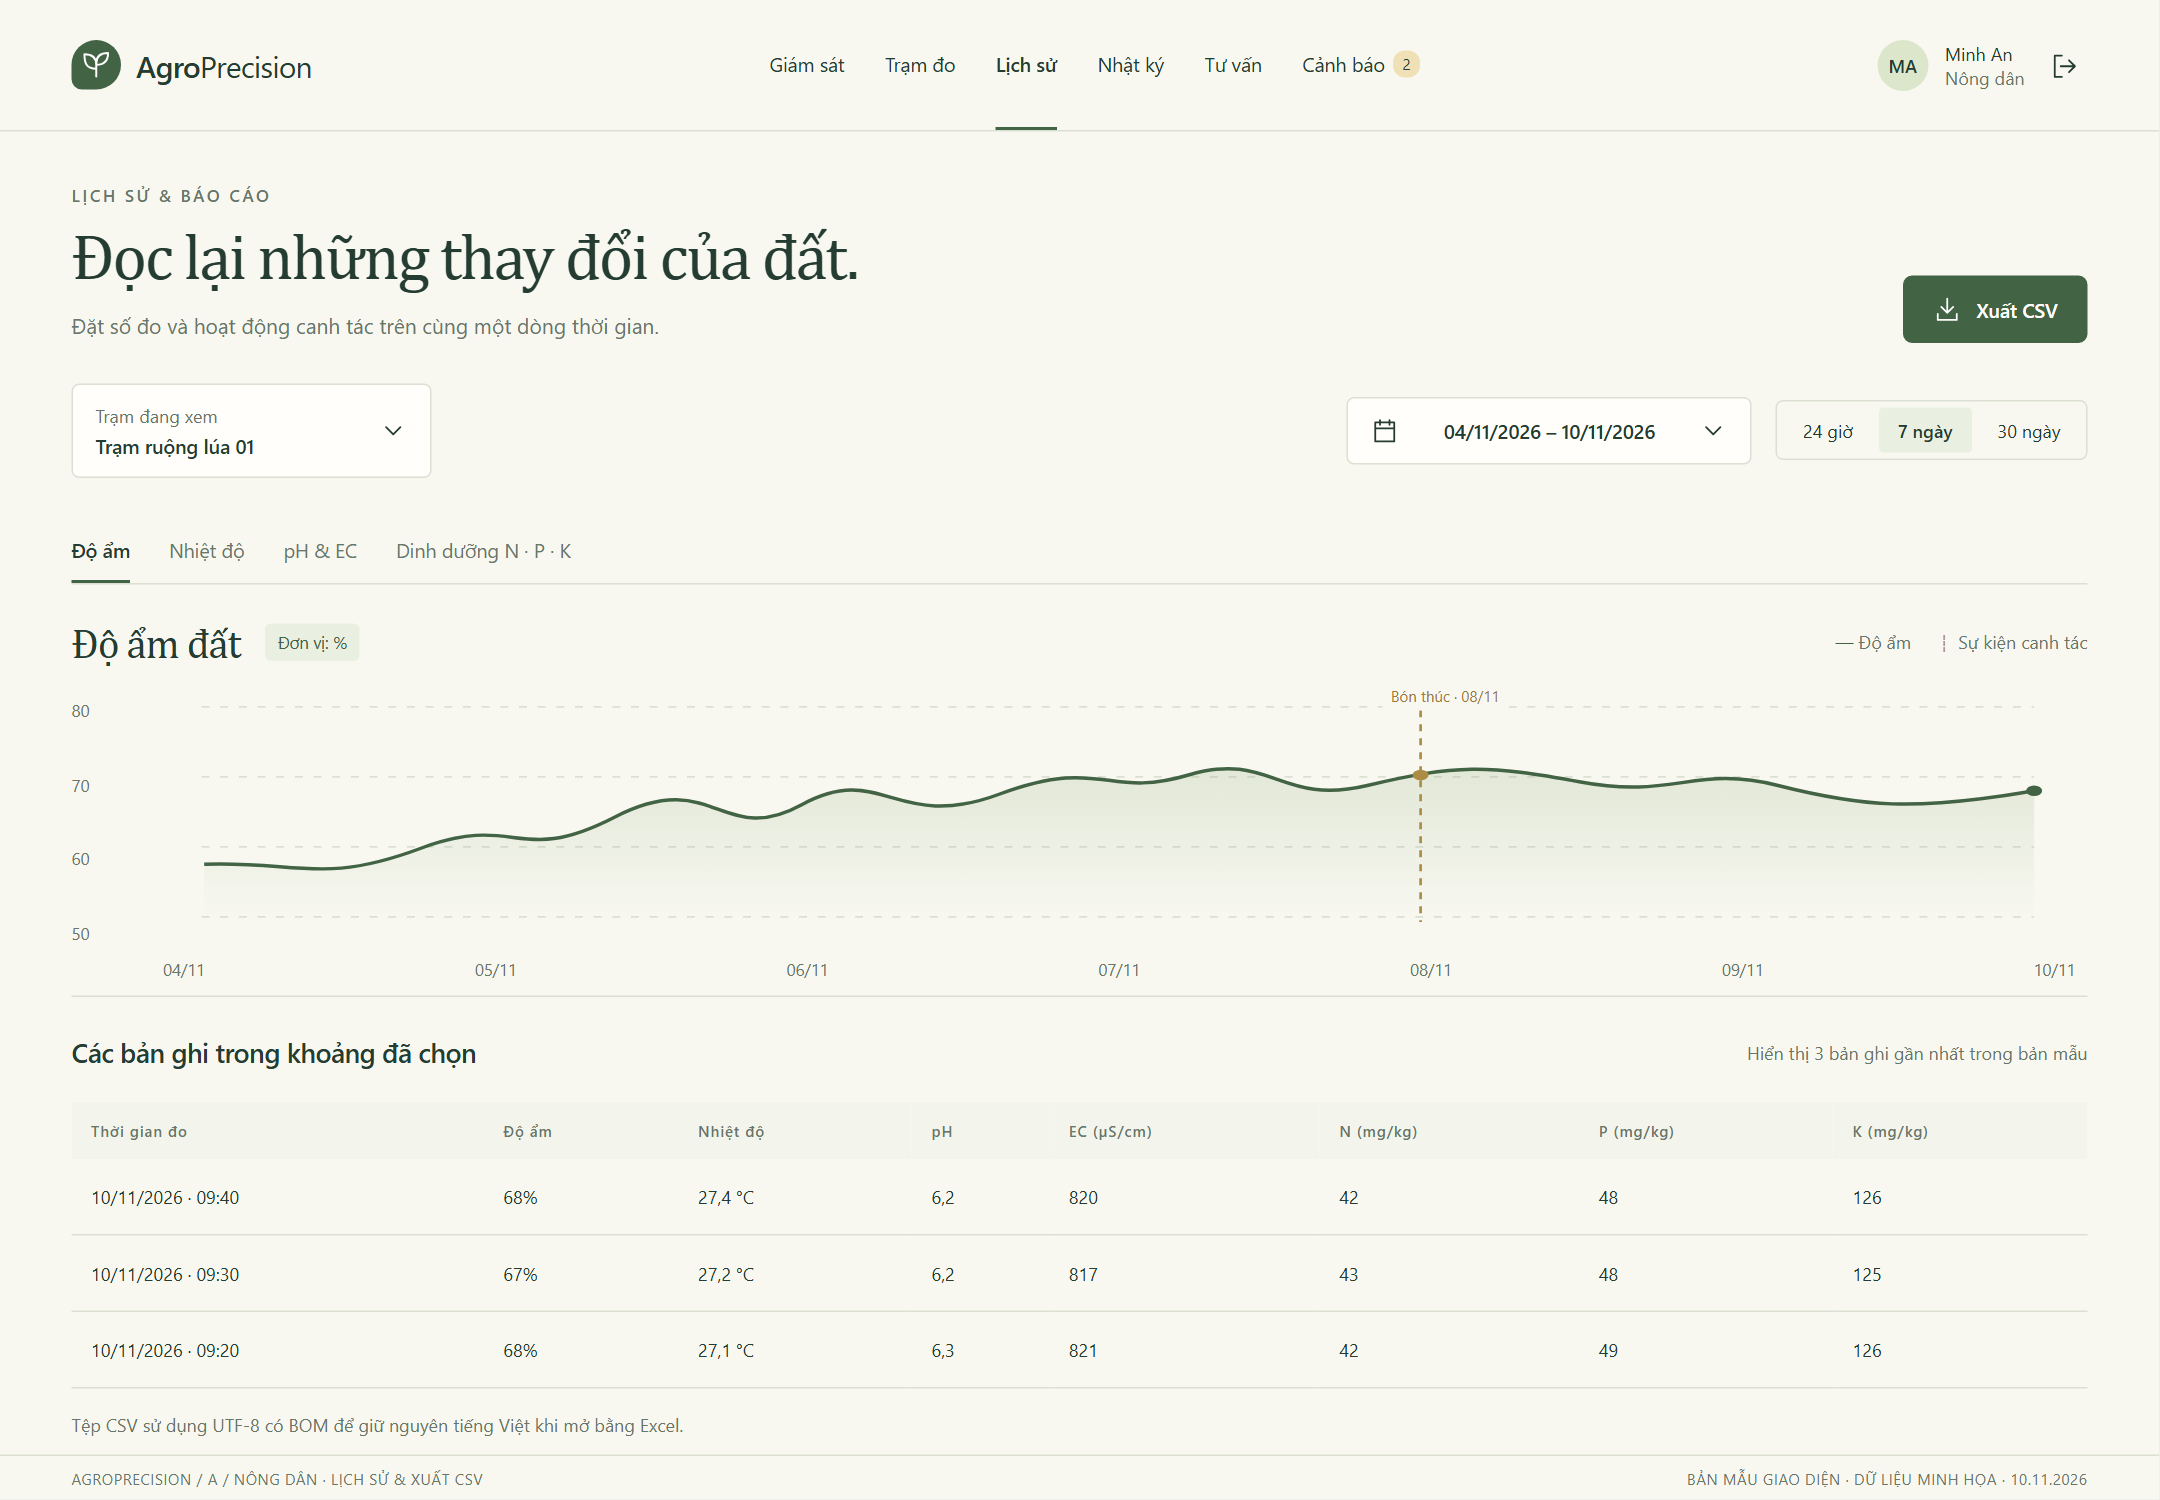 AgroPrecision
Giám sát
Trạm đo
Lịch sử
Nhật ký
Tư vấn
Cảnh báo 2
MA
Minh An
Nông dân
LỊCH SỬ & BÁO CÁO
Đọc lại những thay đổi của đất.
Đặt số đo và hoạt động canh tác trên cùng một dòng thời gian.
Xuất CSV
Trạm đang xem
Trạm ruộng lúa 01
04/11/2026 – 10/11/2026
24 giờ
7 ngày
30 ngày
Độ ẩm
Nhiệt độ
pH & EC
Dinh dưỡng N · P · K
Độ ẩm đất
Đơn vị: %
— Độ ẩm
Sự kiện canh tác
Bón thúc · 08/11
80
70
60
50
04/11
05/11
06/11
07/11
08/11
09/11
10/11
Các bản ghi trong khoảng đã chọn
Hiển thị 3 bản ghi gần nhất trong bản mẫu
Thời gian đo Độ ẩm Nhiệt độ pH EC (µS/cm) N (mg/kg) P (mg/kg) K (mg/kg)
10/11/2026 · 09:40 68% 27,4 °C 6,2 820 42 48 126
10/11/2026 · 09:30 67% 27,2 °C 6,2 817 43 48 125
10/11/2026 · 09:20 68% 27,1 °C 6,3 821 42 49 126
Tệp CSV sử dụng UTF-8 có BOM để giữ nguyên tiếng Việt khi mở bằng Excel.
AGROPRECISION / A / NÔNG DÂN · LỊCH SỬ & XUẤT CSV
BẢN MẪU GIAO DIỆN · DỮ LIỆU MINH HỌA · 10.11.2026